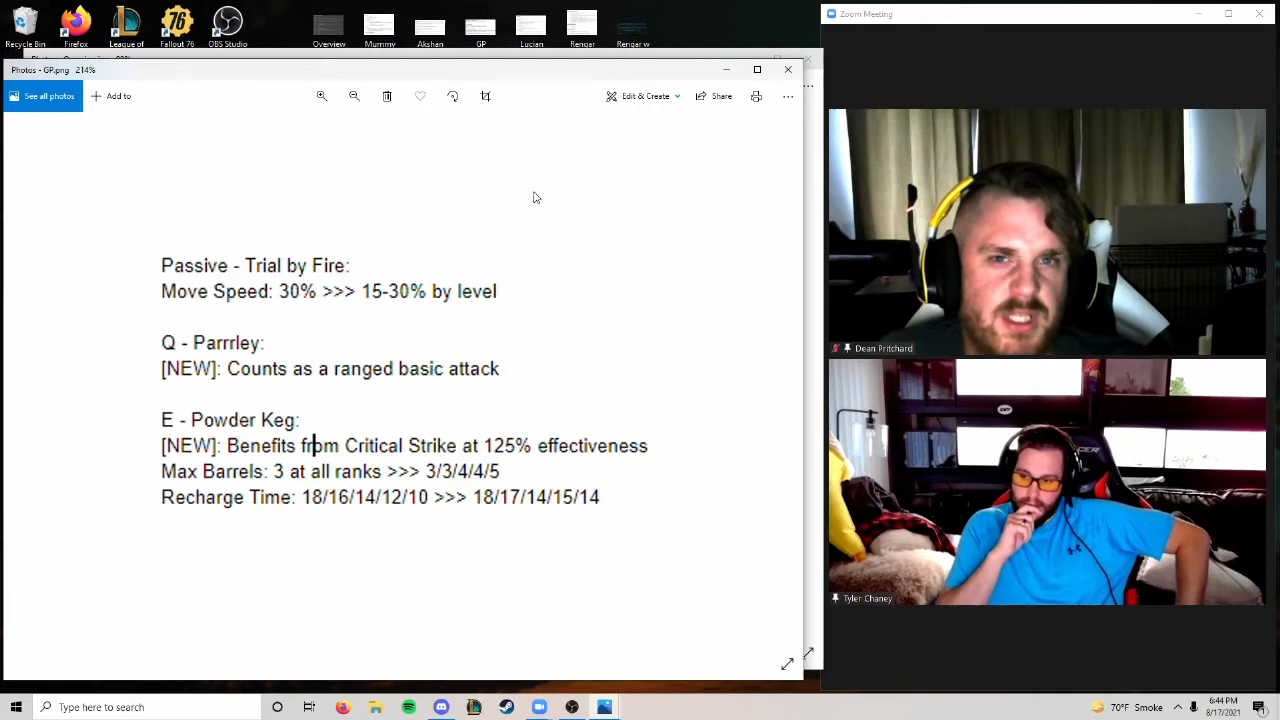 Recycle Bin
Firefox
League of
Fallout 76
OBS Studio
Overview
Mummy
Akshan
GP
Lucian
Rengar
Rengar w
Zoom Meeting
Photos - GP.png 214%
See all photos
Add to
Edit & Create
Share
Passive - Trial by Fire:
Move Speed: 30% >>> 15-30% by level
Q - Parrrley:
[NEW]: Counts as a ranged basic attack
E - Powder Keg:
[NEW]: Benefits from Critical Strike at 125% effectiveness
Max Barrels: 3 at all ranks >>> 3/3/4/4/5
Recharge Time: 18/16/14/12/10 >>> 18/17/14/15/14
Dean Pritchard
Tyler Chaney
Type here to search
70°F Smoke
6:44 PM
8/17/2021